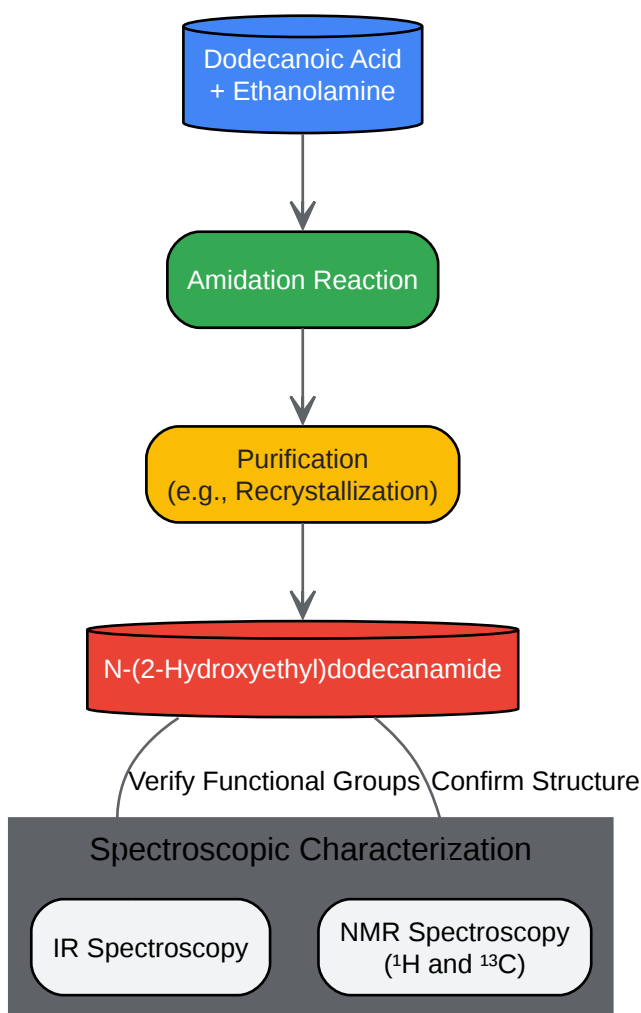 Dodecanoic Acid
+ Ethanolamine
Amidation Reaction
Purification
(e.g., Recrystallization)
N-(2-Hydroxyethyl)dodecanamide
Verify Functional Groups
Confirm Structure
Spectroscopic Characterization
IR Spectroscopy
NMR Spectroscopy
(¹H and ¹³C)